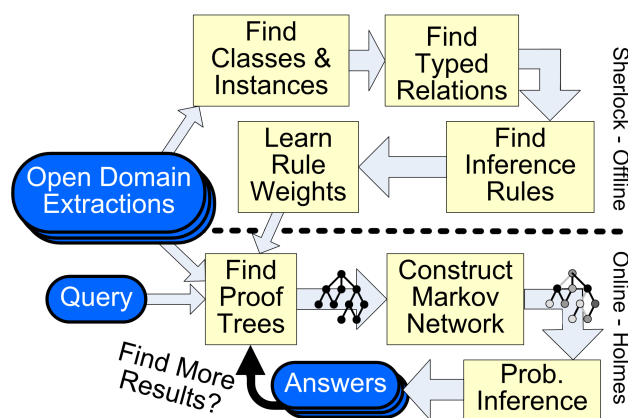 Find
Classes &
Instances
Find
Typed
Relations
Sherlock - Offline
Learn
Rule
Weights
Find
Inference
Rules
Open Domain
Extractions
Query
Find
Proof
Trees
Construct
Markov
Network
Online - Holmes
Find More
Results?
Answers
Prob.
Inference